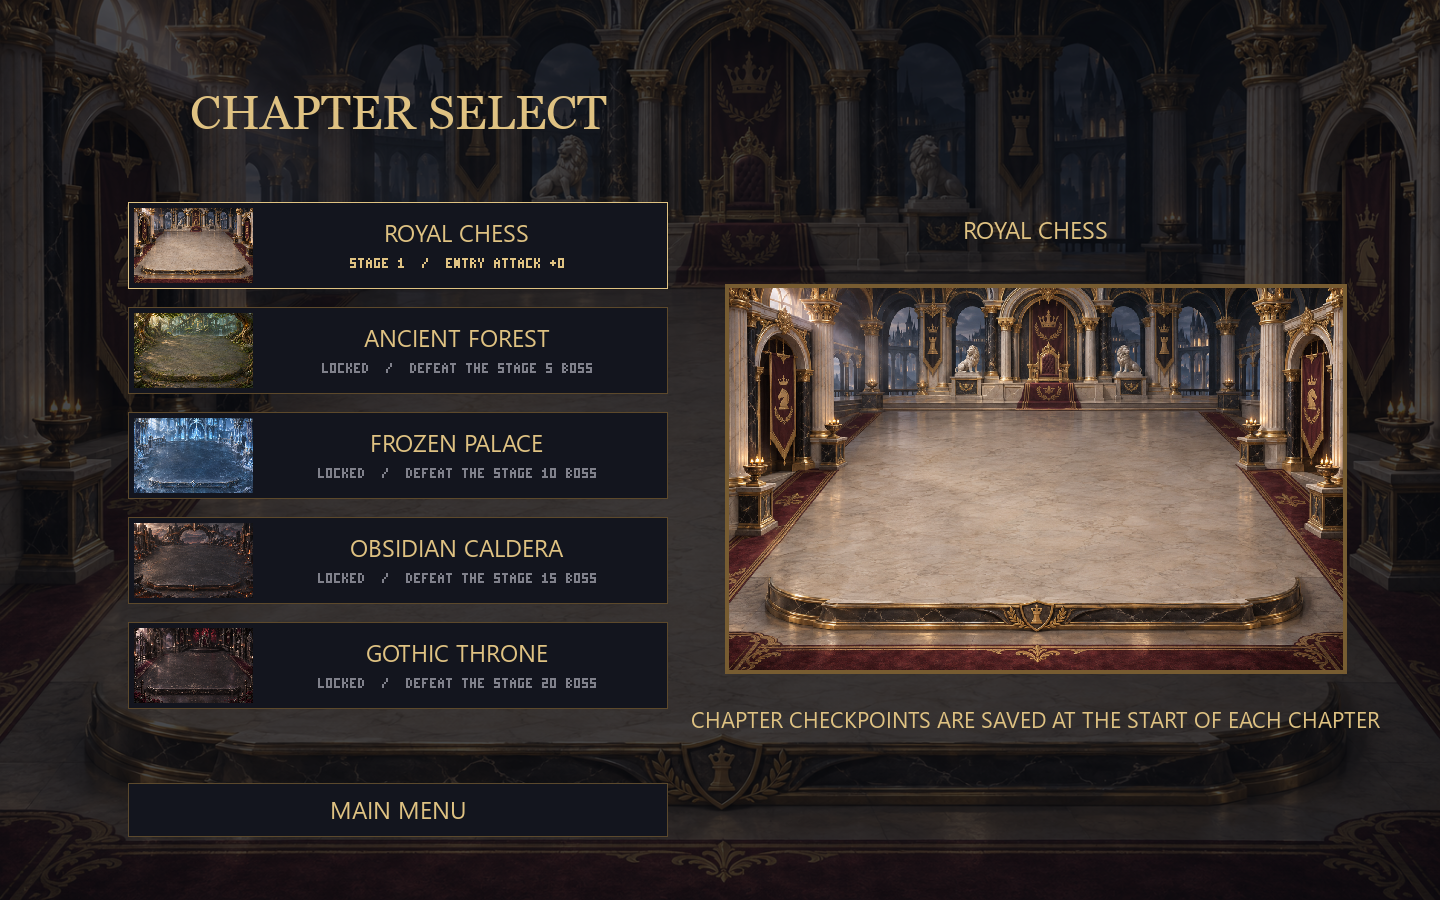 CHAPTER SELECT
ROYAL CHESS
STAGE 1 / ENTRY ATTACK +0
ANCIENT FOREST
LOCKED / DEFEAT THE STAGE 5 BOSS
FROZEN PALACE
LOCKED / DEFEAT THE STAGE 10 BOSS
OBSIDIAN CALDERA
LOCKED / DEFEAT THE STAGE 15 BOSS
GOTHIC THRONE
LOCKED / DEFEAT THE STAGE 20 BOSS
MAIN MENU
ROYAL CHESS
CHAPTER CHECKPOINTS ARE SAVED AT THE START OF EACH CHAPTER